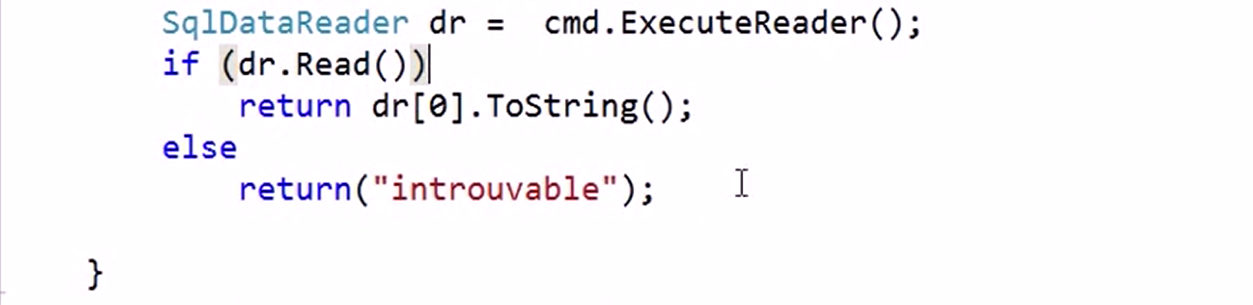 SqlDataReader dr =  cmd.ExecuteReader();
if (dr.Read())
return dr[0].ToString();
else
return("introuvable");
}